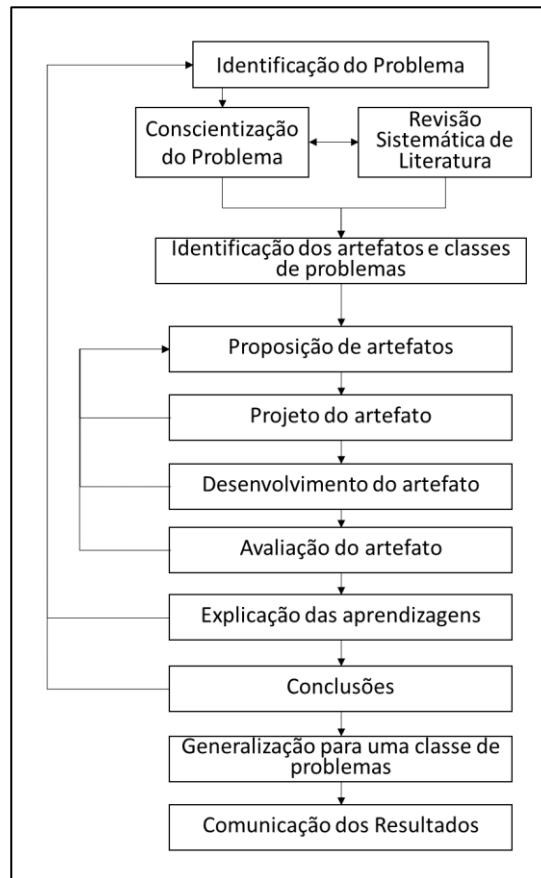 Identificação do Problema
Conscientização
do Problema
Revisão
Sistemática de
Literatura
Identificação dos artefatos e classes
de problemas
Proposição de artefatos
Projeto do artefato
Desenvolvimento do artefato
Avaliação do artefato
Explicação das aprendizagens
Conclusões
Generalização para uma classe de
problemas
Comunicação dos Resultados